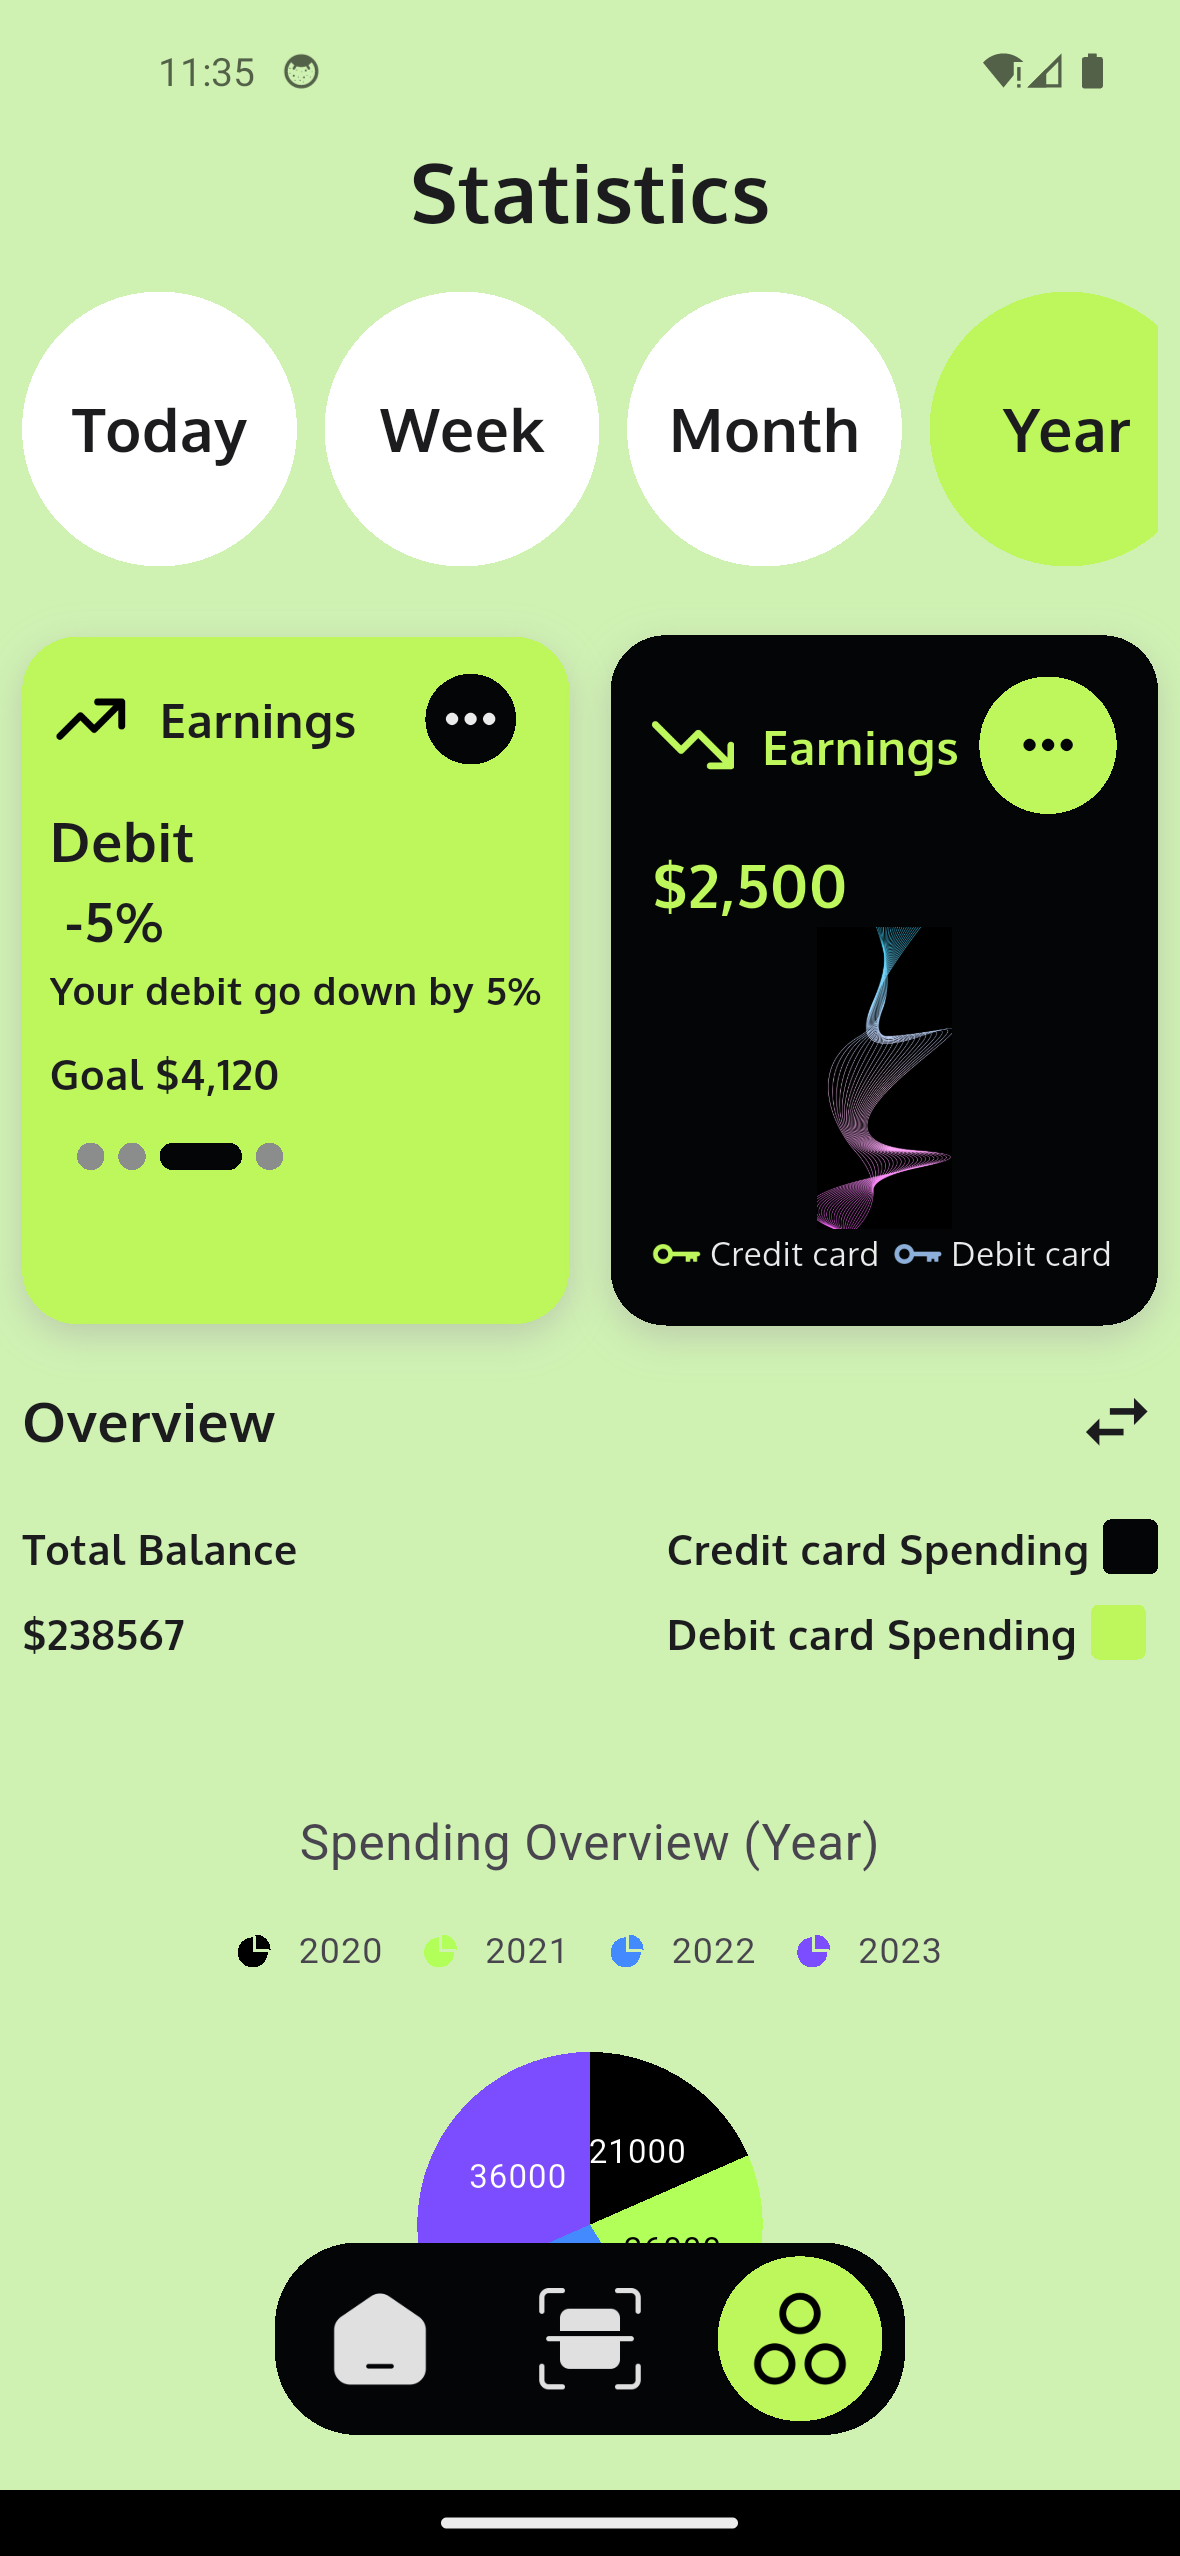 11:35
Statistics
Today Week Month Year
Earnings
Debit
-5%
Your debit go down by 5%
Goal $4,120
Earnings
$2,500
Credit card Debit card
Overview
Total Balance
$238567
Credit card Spending
Debit card Spending
Spending Overview (Year)
2020 2021 2022 2023
21000
36000